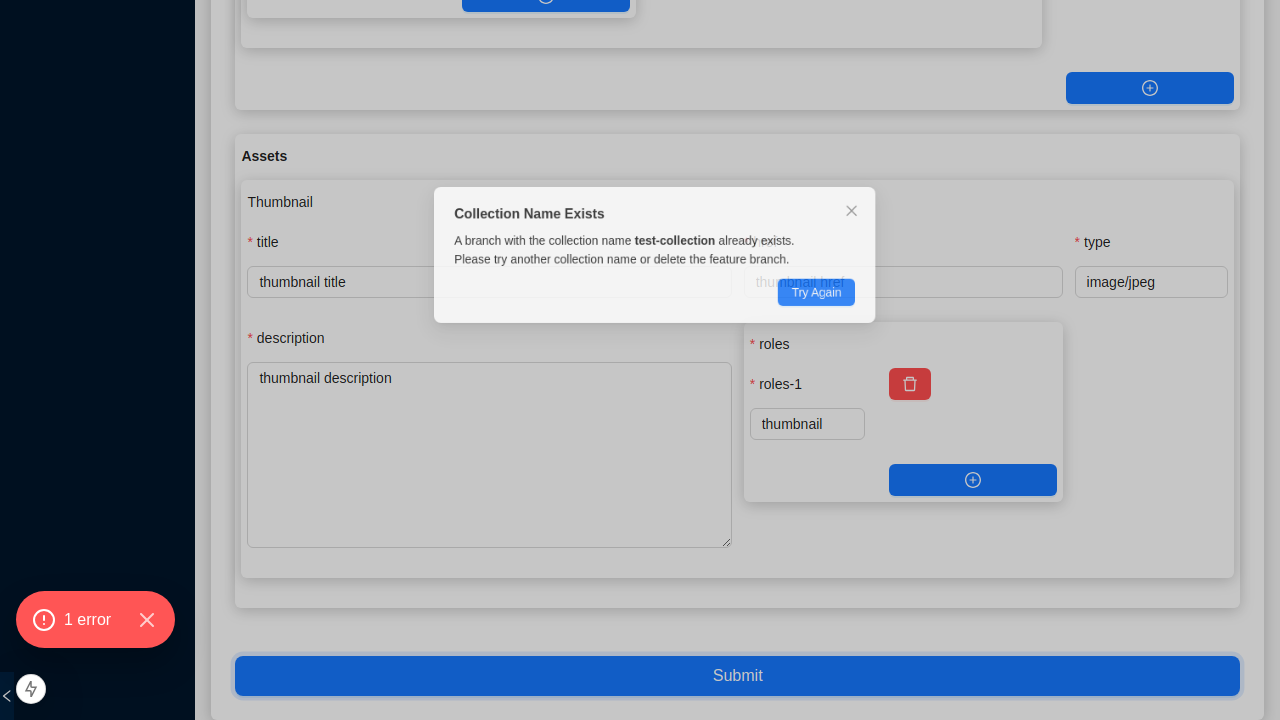 Assets
Thumbnail
Collection Name Exists
A branch with the collection name test-collection already exists.
Please try another collection name or delete the feature branch.
Try Again
* title
* type
thumbnail title
thumbnail href
image/jpeg
* description
thumbnail description
* roles
* roles-1
thumbnail
1 error
Submit